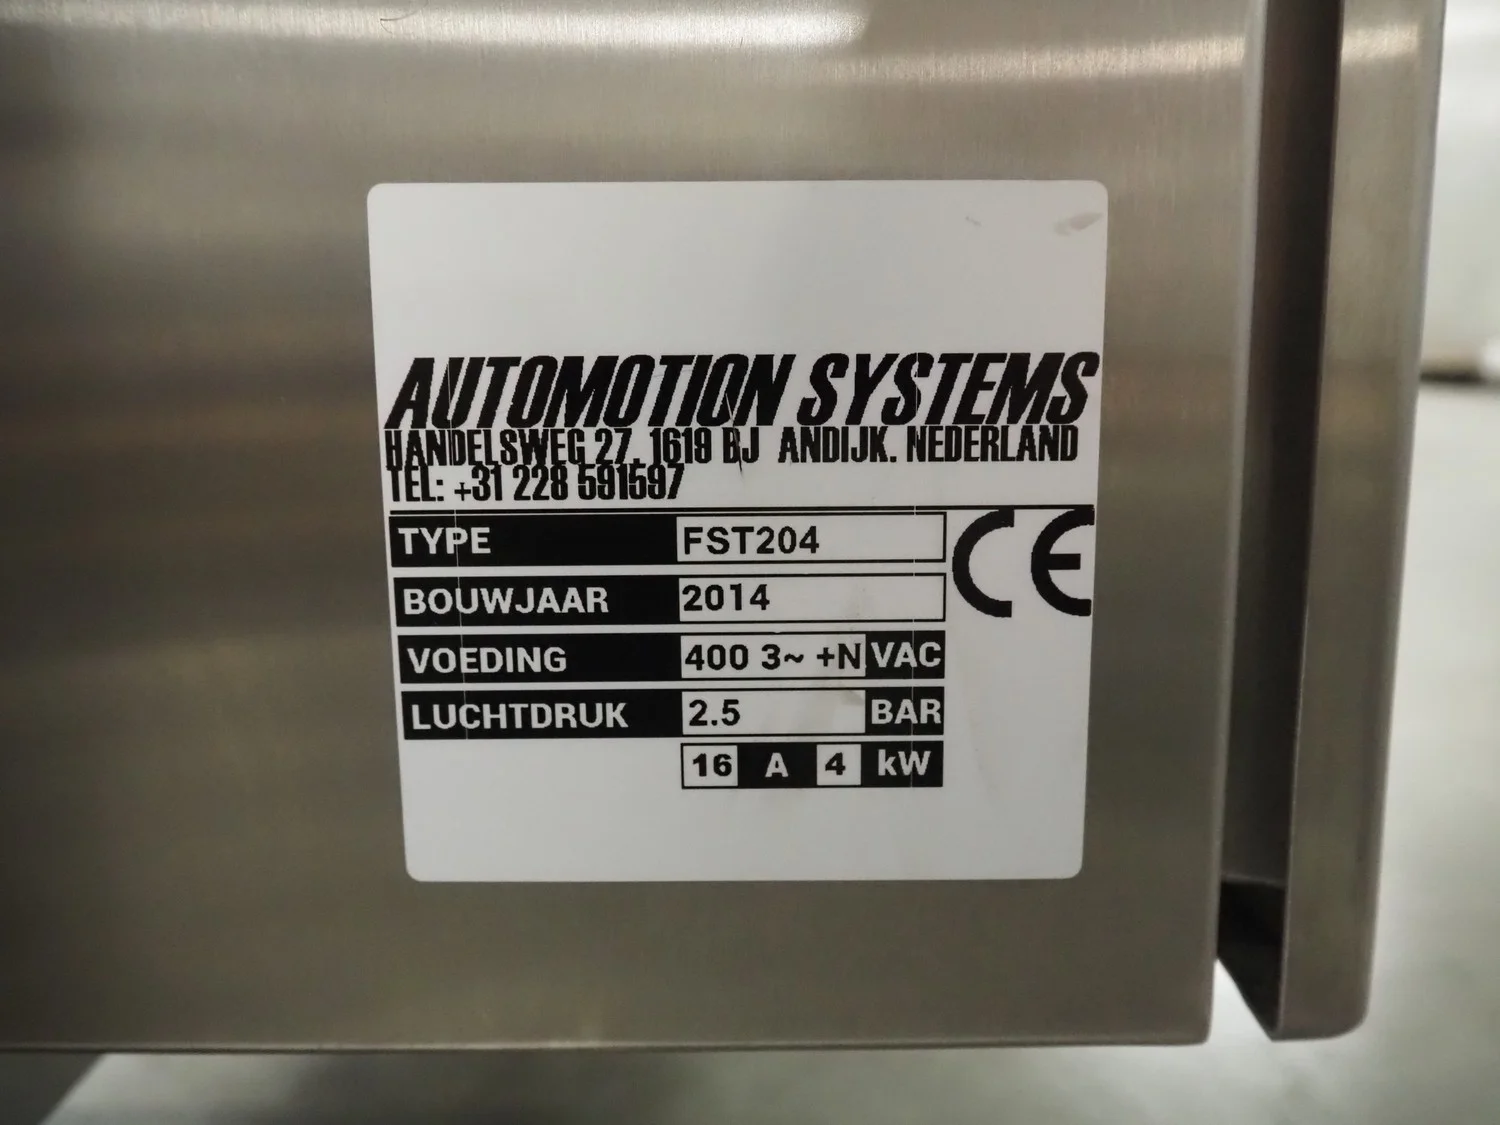 AUTOMOTION SYSTEMS
HANDELSWEG 27, 1619 BJ ANDIJK. NEDERLAND
TEL: +31 228 591597
TYPE FST204
CE
BOUWJAAR 2014
VOEDING 400 3~ +N VAC
LUCHTDRUK 2.5 BAR
16 A 4 kW